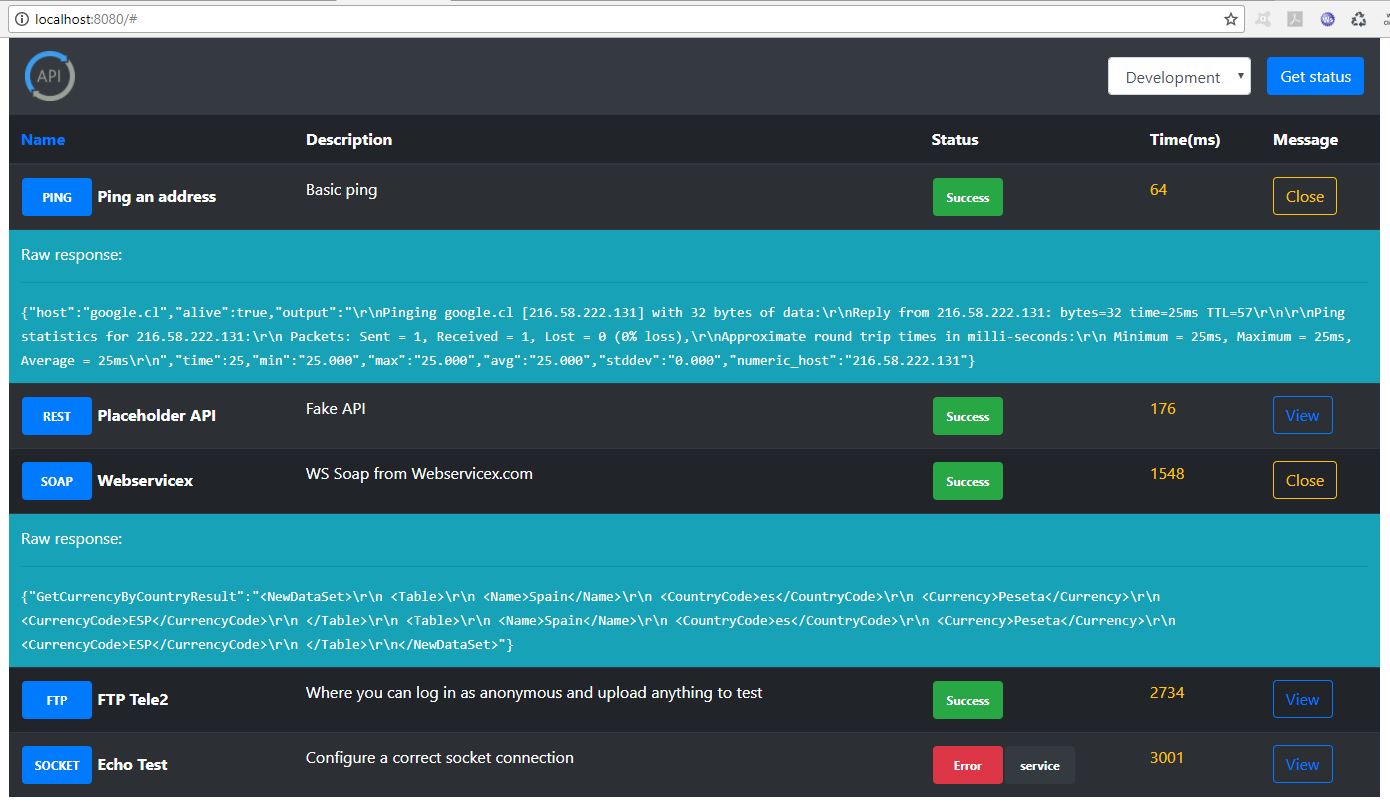 localhost:8080/#
API
Development
Get status
Name Description Status Time(ms) Message
PING Ping an address Basic ping Success 64 Close
Raw response:
{"host":"google.cl","alive":true,"output":"\r\nPinging google.cl [216.58.222.131] with 32 bytes of data:\r\nReply from 216.58.222.131: bytes=32 time=25ms TTL=57\r\n\r\nPing
statistics for 216.58.222.131:\r\n Packets: Sent = 1, Received = 1, Lost = 0 (0% loss),\r\nApproximate round trip times in milli-seconds:\r\n Minimum = 25ms, Maximum = 25ms,
Average = 25ms\r\n","time":25,"min":"25.000","max":"25.000","avg":"25.000","stddev":"0.000","numeric_host":"216.58.222.131"}
REST Placeholder API Fake API Success 176 View
SOAP Webservicex WS Soap from Webservicex.com Success 1548 Close
Raw response:
{"GetCurrencyByCountryResult":"<NewDataSet>\r\n <Table>\r\n <Name>Spain</Name>\r\n <CountryCode>es</CountryCode>\r\n <Currency>Peseta</Currency>\r\n
<CurrencyCode>ESP</CurrencyCode>\r\n </Table>\r\n <Table>\r\n <Name>Spain</Name>\r\n <CountryCode>es</CountryCode>\r\n <Currency>Peseta</Currency>\r\n
<CurrencyCode>ESP</CurrencyCode>\r\n </Table>\r\n</NewDataSet>"}
FTP FTP Tele2 Where you can log in as anonymous and upload anything to test Success 2734 View
SOCKET Echo Test Configure a correct socket connection Error service 3001 View